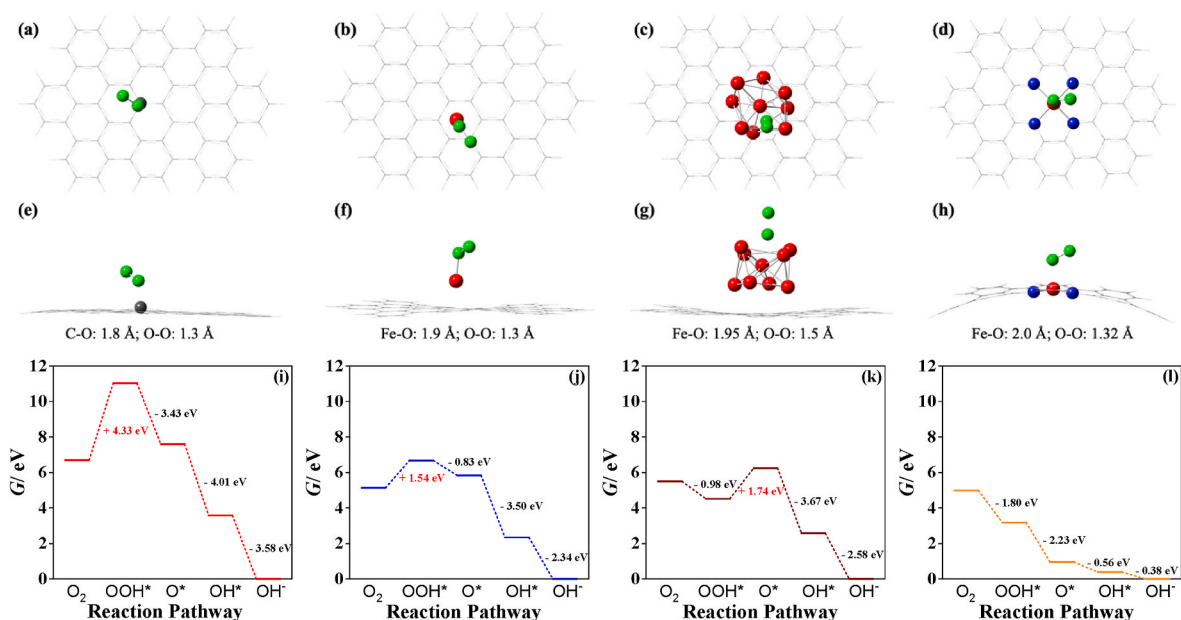 (a)
(b)
(c)
(d)
(e)
(f)
(g)
(h)
C-O: 1.8 Å; O-O: 1.3 Å
Fe-O: 1.9 Å; O-O: 1.3 Å
Fe-O: 1.95 Å; O-O: 1.5 Å
Fe-O: 2.0 Å; O-O: 1.32 Å
(i)
G/ eV
12
10
8
6
4
2
0
+ 4.33 eV
- 3.43 eV
- 4.01 eV
- 3.58 eV
O₂ OOH* O* OH* OH⁻
Reaction Pathway
(j)
G/ eV
12
10
8
6
4
2
0
+ 1.54 eV
- 0.83 eV
- 3.50 eV
- 2.34 eV
O₂ OOH* O* OH* OH⁻
Reaction Pathway
(k)
G/ eV
12
10
8
6
4
2
0
- 0.98 eV
+ 1.74 eV
- 3.67 eV
- 2.58 eV
O₂ OOH* O* OH* OH⁻
Reaction Pathway
(l)
G/ eV
12
10
8
6
4
2
0
- 1.80 eV
- 2.23 eV
- 0.56 eV
- 0.38 eV
O₂ OOH* O* OH* OH⁻
Reaction Pathway